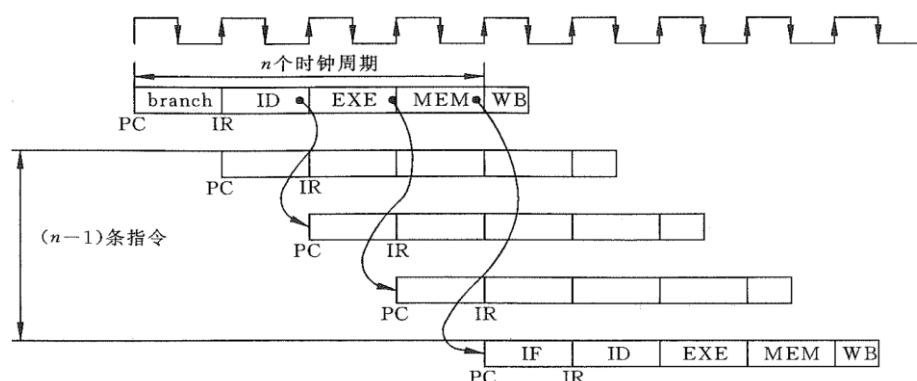 n个时钟周期
branch ID EXE MEM WB
PC IR
PC IR
(n-1)条指令
PC IR
PC IR
IF ID EXE MEM WB
PC IR